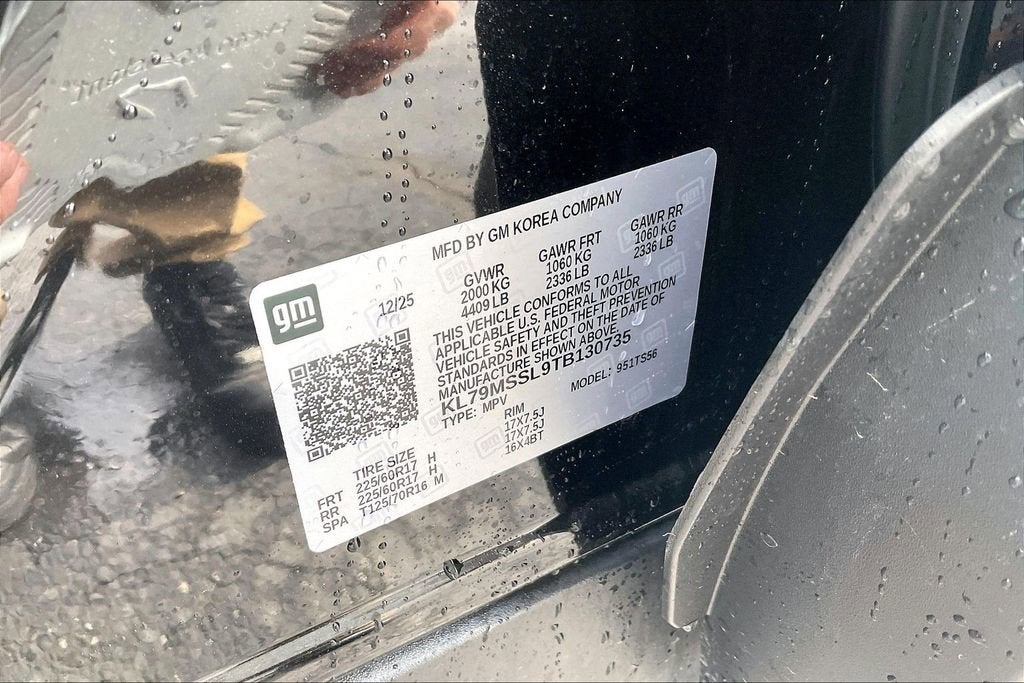 MFD BY GM KOREA COMPANY
gm
12/25
GVWR GAWR FRT GAWR RR
2000 KG 1060 KG 1060 KG
4409 LB 2336 LB 2336 LB
THIS VEHICLE CONFORMS TO ALL
APPLICABLE U.S. FEDERAL MOTOR
VEHICLE SAFETY AND THEFT PREVENTION
STANDARDS IN EFFECT ON THE DATE OF
MANUFACTURE SHOWN ABOVE.
KL79MSSL9TB130735
TYPE: MPV MODEL: 951TS56
TIRE SIZE RIM
FRT 225/60R17 H 17X7.5J
RR 225/60R17 H 17X7.5J
SPA T125/70R16 M 16X4BT